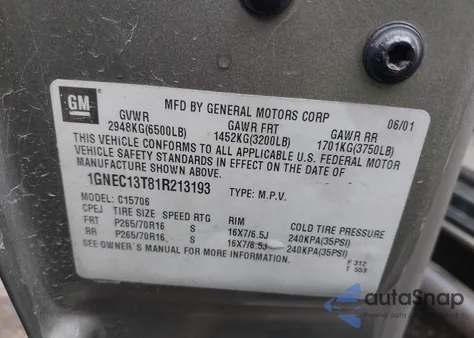 GM
MFD BY GENERAL MOTORS CORP 06/01
GVWR GAWR FRT GAWR RR
2948KG(6500LB) 1452KG(3200LB) 1701KG(3750LB)
THIS VEHICLE CONFORMS TO ALL APPLICABLE U.S. FEDERAL MOTOR
VEHICLE SAFETY STANDARDS IN EFFECT ON THE DATE OF
MANUFACTURE SHOWN ABOVE.
1GNEC13T81R213193 TYPE: M.P.V.
MODEL: C15706
CPEJ TIRE SIZE SPEED RTG RIM COLD TIRE PRESSURE
FRT P265/70R16 S 16X7/6.5J 240KPA(35PSI)
RR P265/70R16 S 16X7/6.5J 240KPA(35PSI)
SEE OWNER'S MANUAL FOR MORE INFORMATION.
F 312
T 559
autoSnap